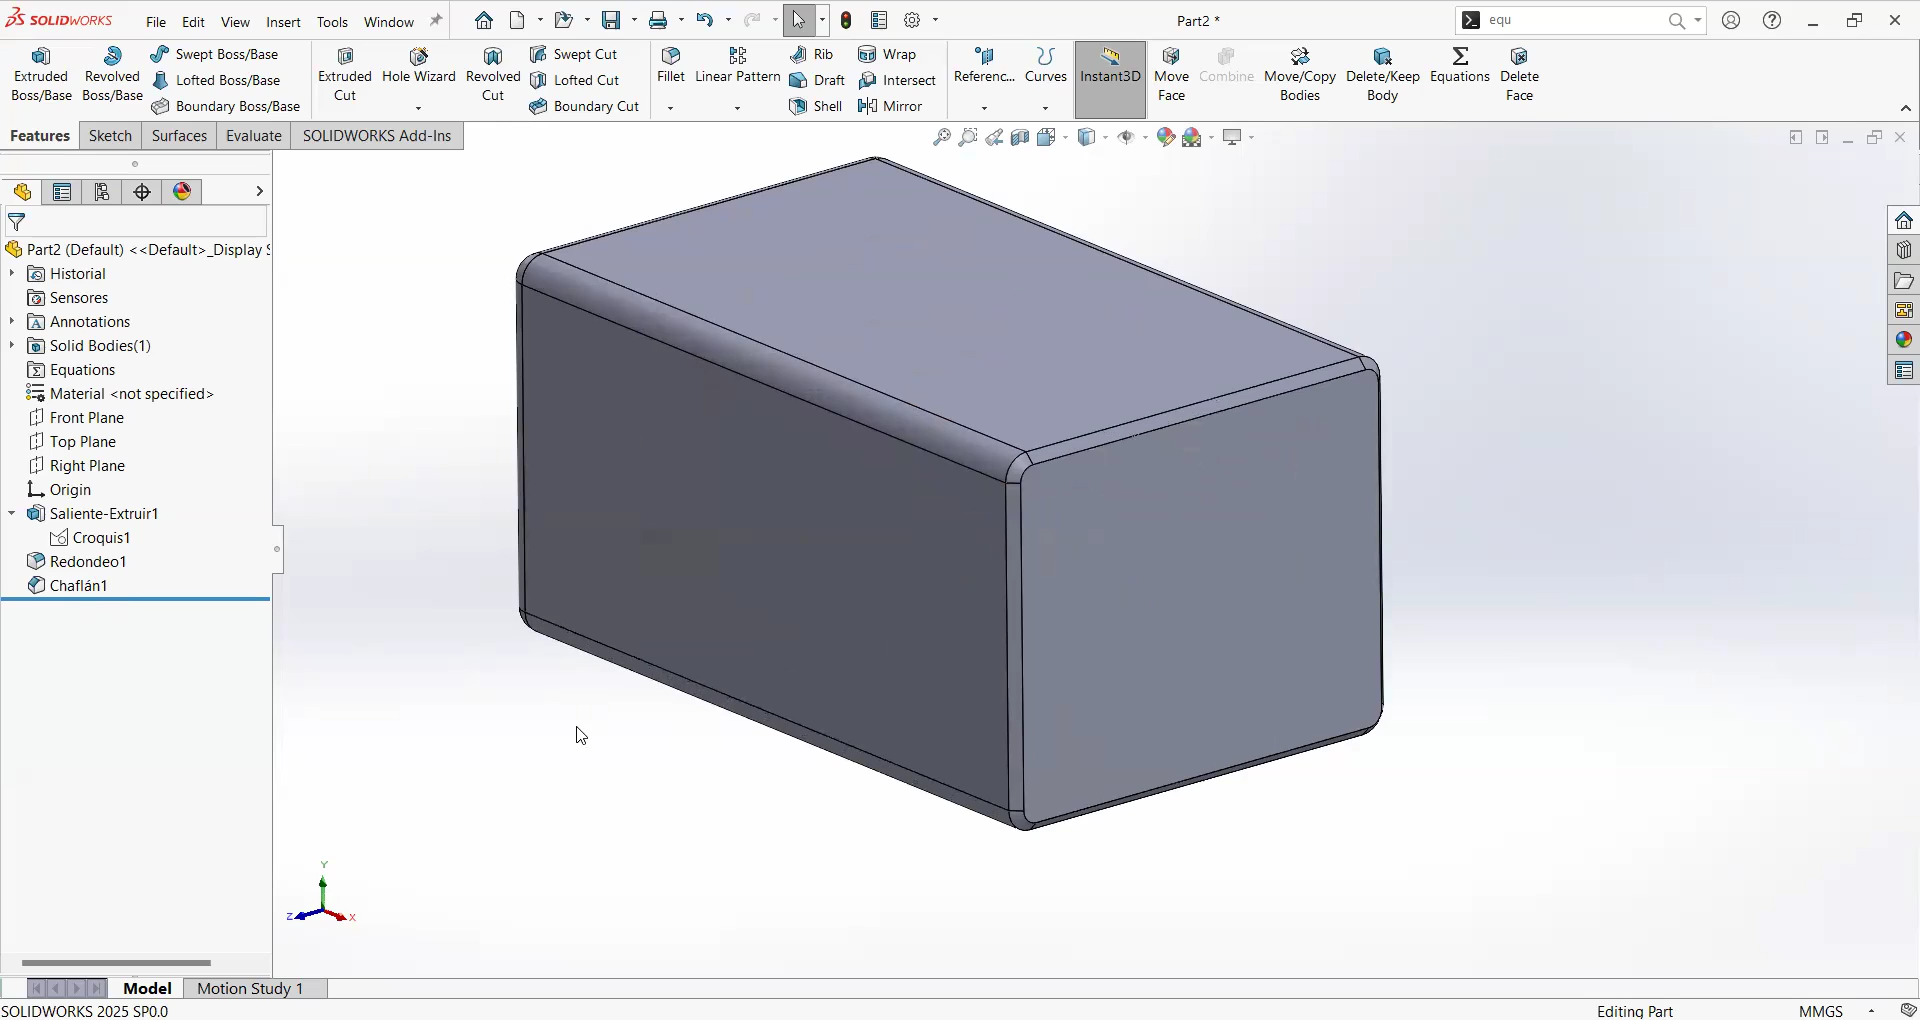 SOLIDWORKS File Edit View Insert Tools Window Part2 * equ
Extruded Boss/Base
Revolved Boss/Base
Swept Boss/Base
Lofted Boss/Base
Boundary Boss/Base
Extruded Cut
Hole Wizard
Revolved Cut
Swept Cut
Lofted Cut
Boundary Cut
Fillet
Linear Pattern
Rib
Draft
Shell
Wrap
Intersect
Mirror
Referenc...
Curves
Instant3D
Move Face
Combine
Move/Copy Bodies
Delete/Keep Body
Equations
Delete Face
Features Sketch Surfaces Evaluate SOLIDWORKS Add-Ins
Part2 (Default) <<Default>_Display S
Historial
Sensores
Annotations
Solid Bodies(1)
Equations
Material <not specified>
Front Plane
Top Plane
Right Plane
Origin
Saliente-Extruir1
Croquis1
Redondeo1
Chaflán1
Y
Z
X
Model Motion Study 1
SOLIDWORKS 2025 SP0.0 Editing Part MMGS